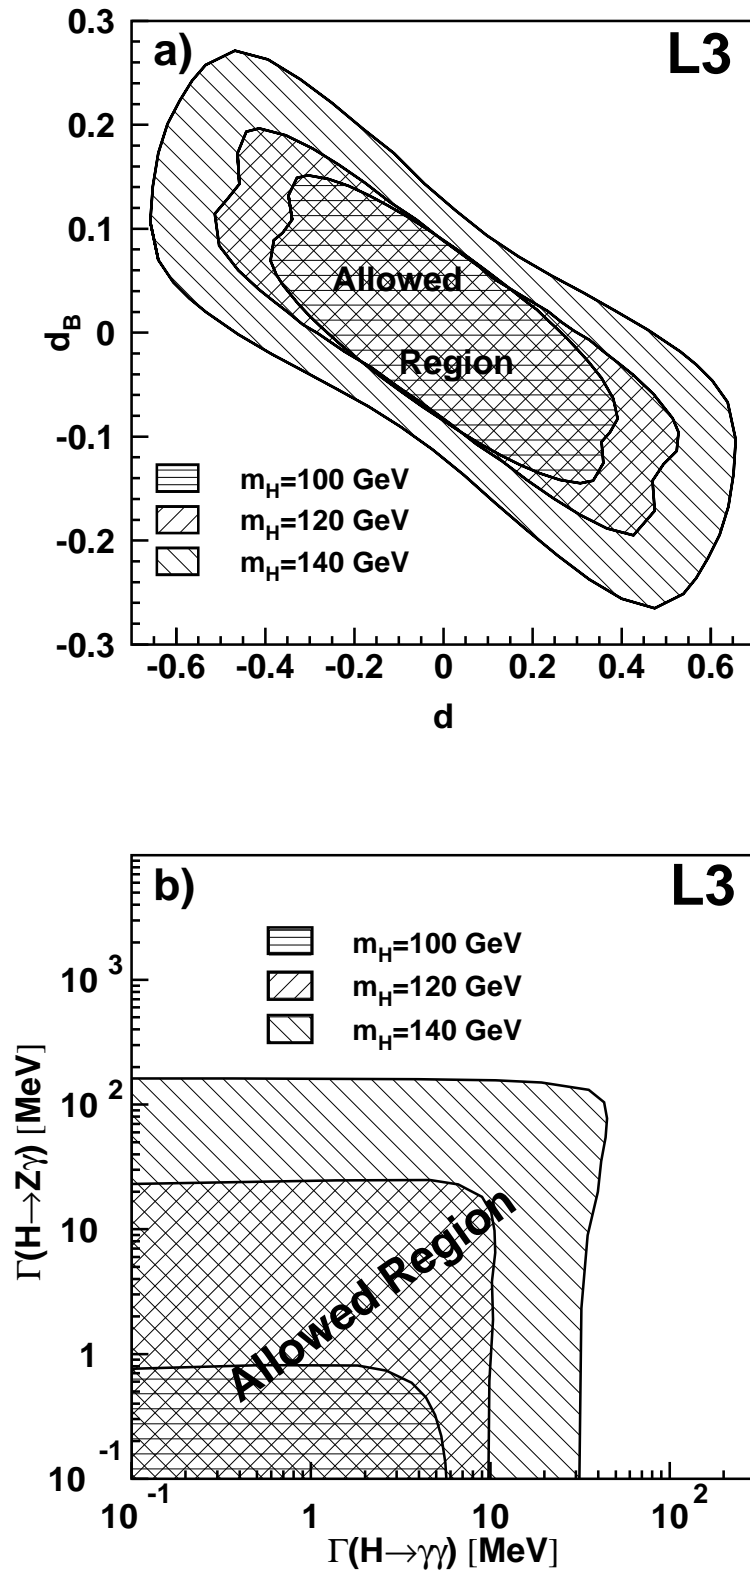 a)
L3
d_B
0.3
0.2
0.1
0
-0.1
-0.2
-0.3
Allowed
Region
m_H=100 GeV
m_H=120 GeV
m_H=140 GeV
-0.6 -0.4 -0.2 0 0.2 0.4 0.6
d
b)
L3
m_H=100 GeV
m_H=120 GeV
m_H=140 GeV
Γ(H→Zγ) [MeV]
10^3
10^2
10
1
10^-1
Allowed Region
10^-1 1 10 10^2
Γ(H→γγ) [MeV]